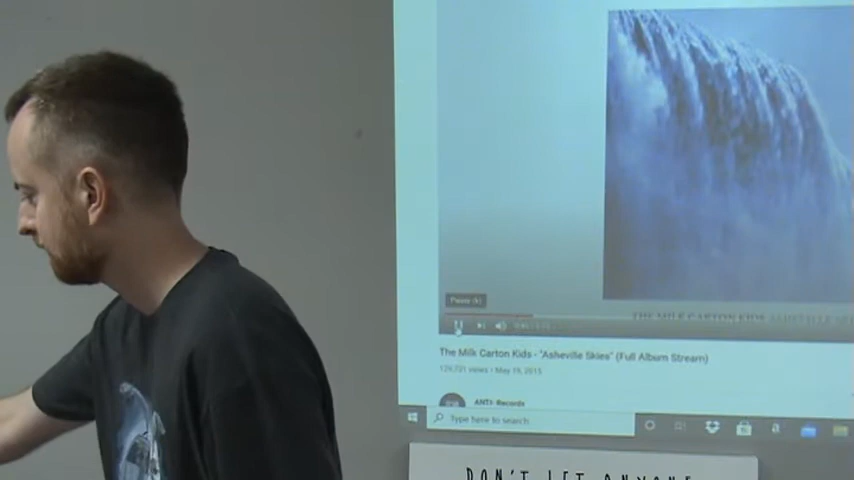 Pause (k)
THE MILK CARTON KIDS
The Milk Carton Kids - "Asheville Skies" (Full Album Stream)
views • May 19, 2015
ANTI- Records
Type here to search
DON'T LET ANYONE